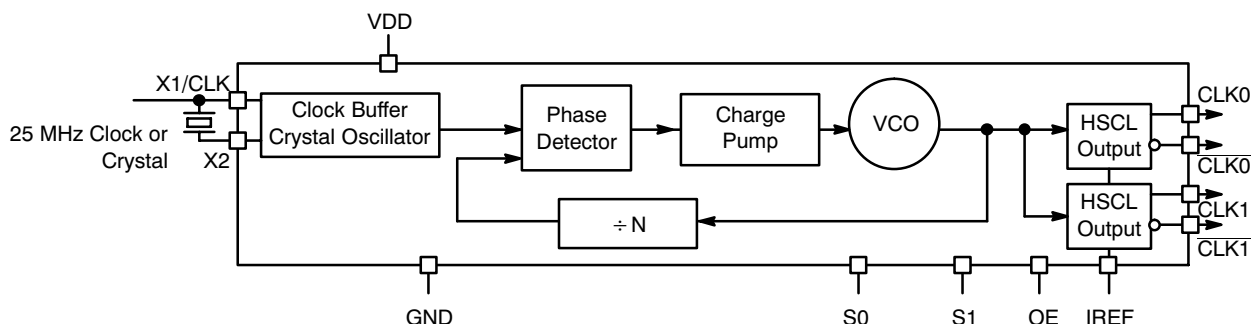 VDD
X1/CLK
25 MHz Clock or
Crystal
X2
Clock Buffer
Crystal Oscillator
Phase
Detector
Charge
Pump
VCO
÷ N
HSCL
Output
HSCL
Output
CLK0
CLK0
CLK1
CLK1
GND
S0
S1
OE
IREF